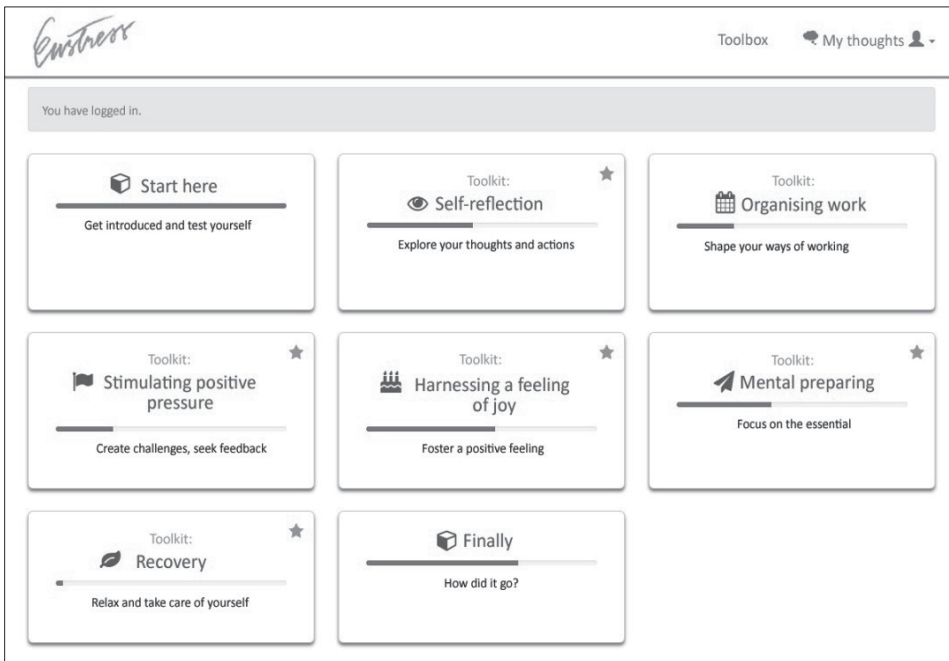 Eustress
Toolbox
My thoughts
You have logged in.
Start here
Get introduced and test yourself
Toolkit:
Self-reflection
Explore your thoughts and actions
Toolkit:
Organising work
Shape your ways of working
Toolkit:
Stimulating positive
pressure
Create challenges, seek feedback
Toolkit:
Harnessing a feeling
of joy
Foster a positive feeling
Toolkit:
Mental preparing
Focus on the essential
Toolkit:
Recovery
Relax and take care of yourself
Finally
How did it go?